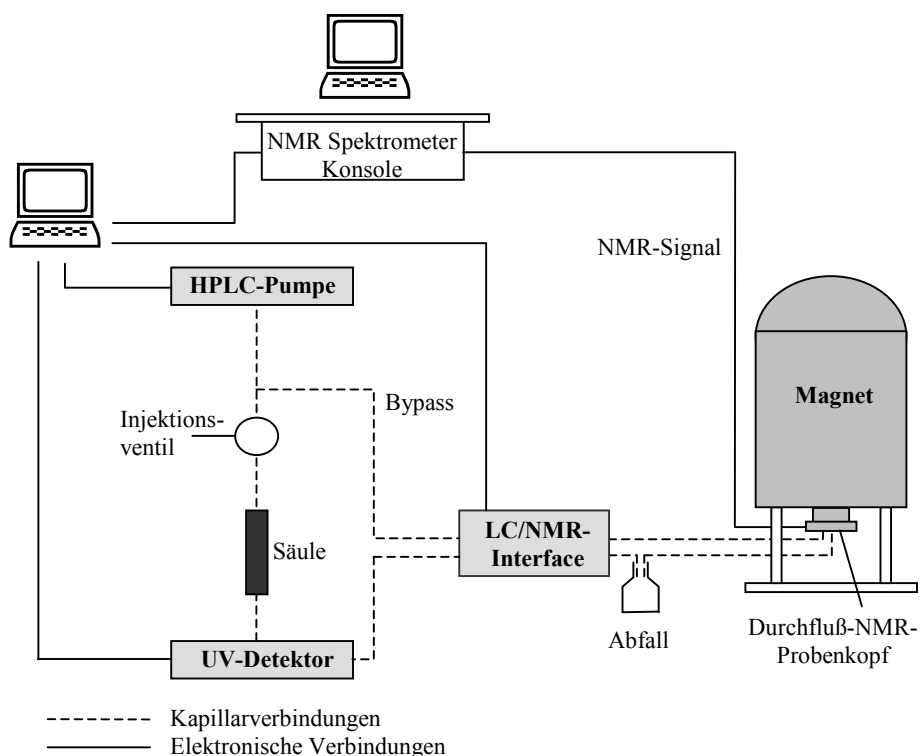 NMR Spektrometer
Konsole
NMR-Signal
HPLC-Pumpe
Magnet
Bypass
Injektions-
ventil
LC/NMR-
Interface
Säule
Abfall
Durchfluß-NMR-
Probenkopf
UV-Detektor
Kapillarverbindungen
Elektronische Verbindungen